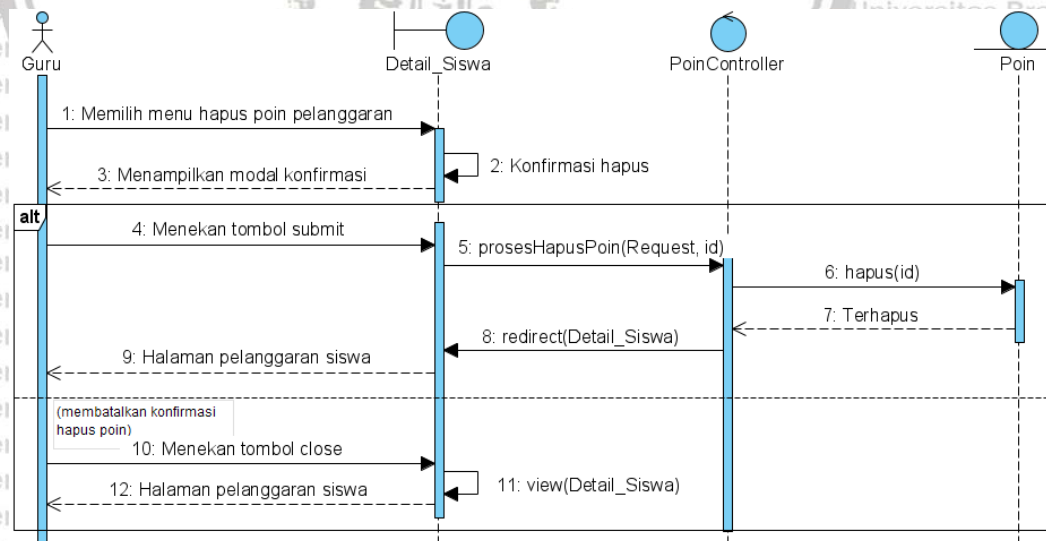 Universitas Bra
Guru
Detail_Siswa
PoinController
Poin
1: Memilih menu hapus poin pelanggaran
2: Konfirmasi hapus
3: Menampilkan modal konfirmasi
alt
4: Menekan tombol submit
5: prosesHapusPoin(Request, id)
6: hapus(id)
7: Terhapus
8: redirect(Detail_Siswa)
9: Halaman pelanggaran siswa
(membatalkan konfirmasi
hapus poin)
10: Menekan tombol close
11: view(Detail_Siswa)
12: Halaman pelanggaran siswa